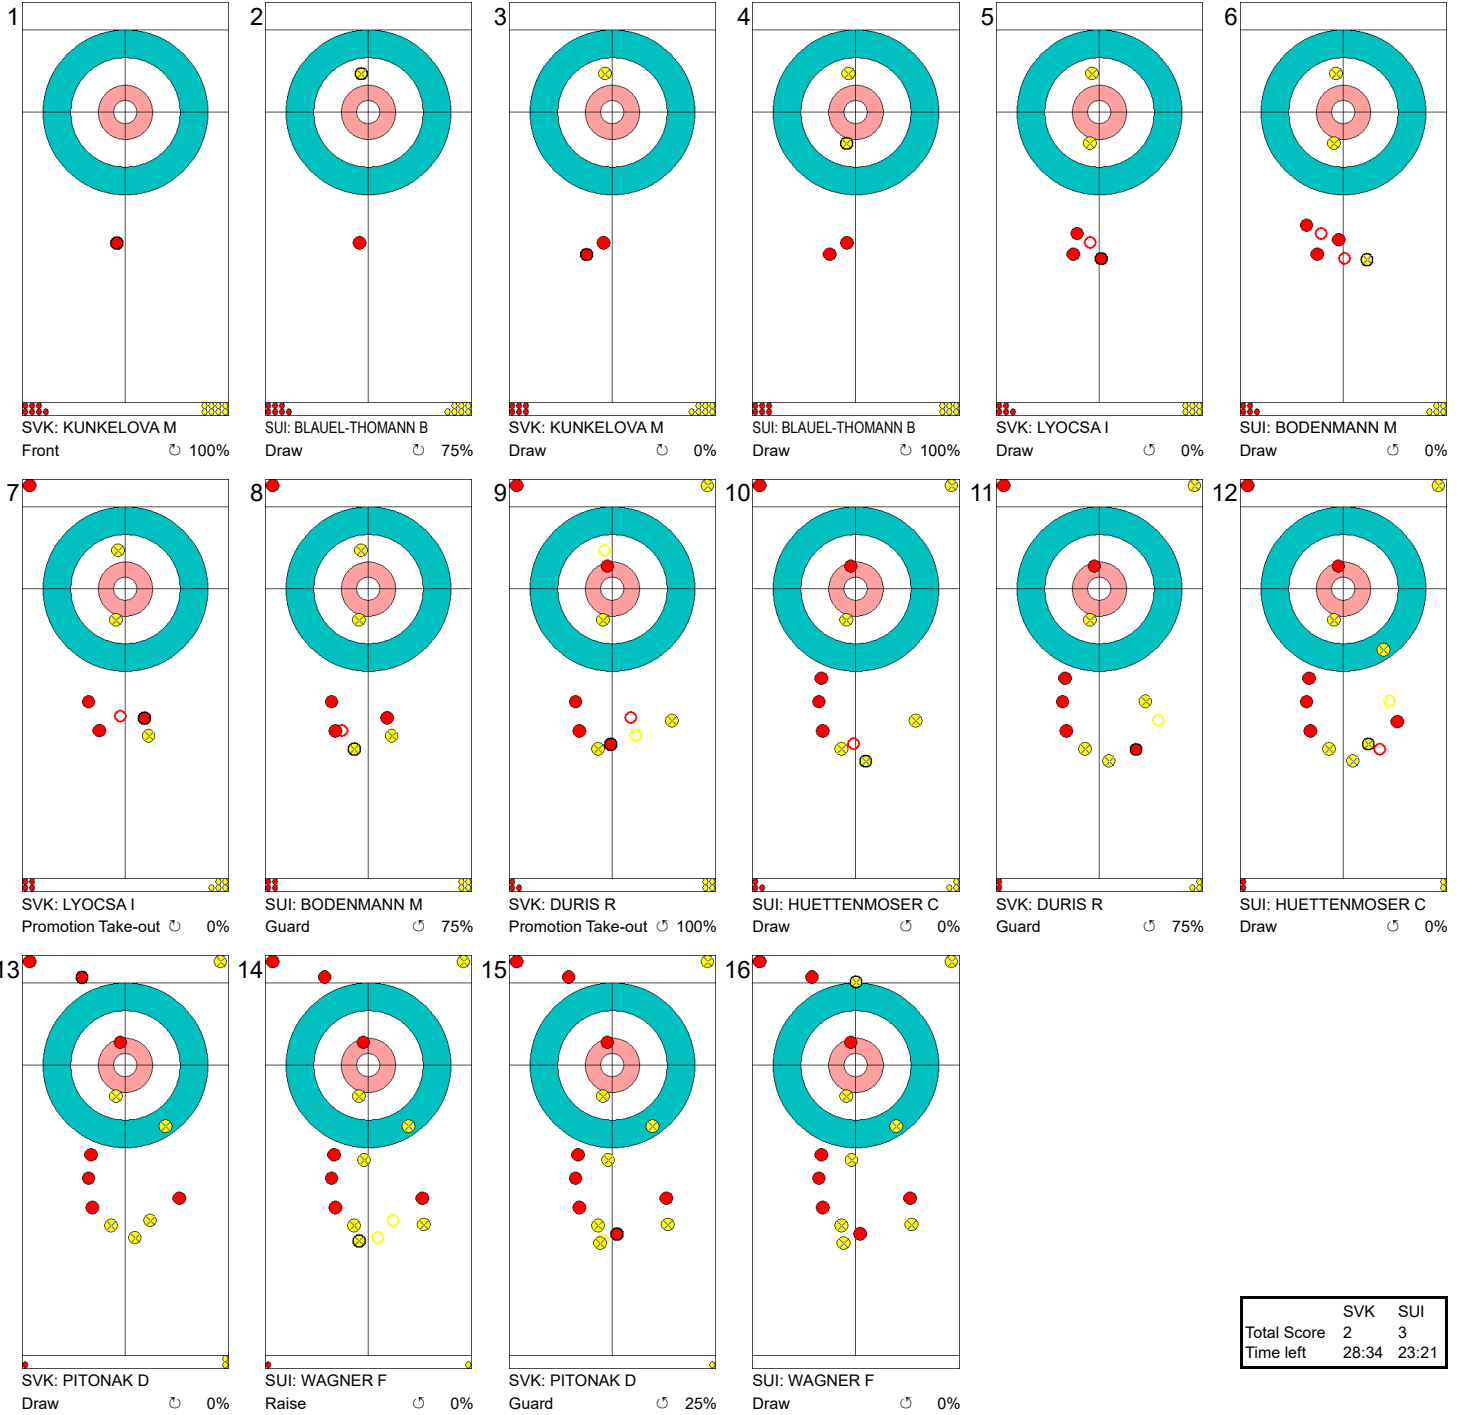 1 2 3 4 5 6
SVK: KUNKELOVA M SUI: BLAUEL-THOMANN B SVK: KUNKELOVA M SUI: BLAUEL-THOMANN B SVK: LYOCSA I SUI: BODENMANN M
Front ↻ 100% Draw ↻ 75% Draw ↻ 0% Draw ↻ 100% Draw ↺ 0% Draw ↺ 0%
7 8 9 10 11 12
SVK: LYOCSA I SUI: BODENMANN M SVK: DURIS R SUI: HUETTENMOSER C SVK: DURIS R SUI: HUETTENMOSER C
Promotion Take-out ↻ 0% Guard ↺ 75% Promotion Take-out ↺ 100% Draw ↺ 0% Guard ↺ 75% Draw ↺ 0%
13 14 15 16
SVK: PITONAK D SUI: WAGNER F SVK: PITONAK D SUI: WAGNER F
Draw ↺ 0% Raise ↺ 0% Guard ↺ 25% Draw ↺ 0%
SVK SUI
Total Score 2 3
Time left 28:34 23:21